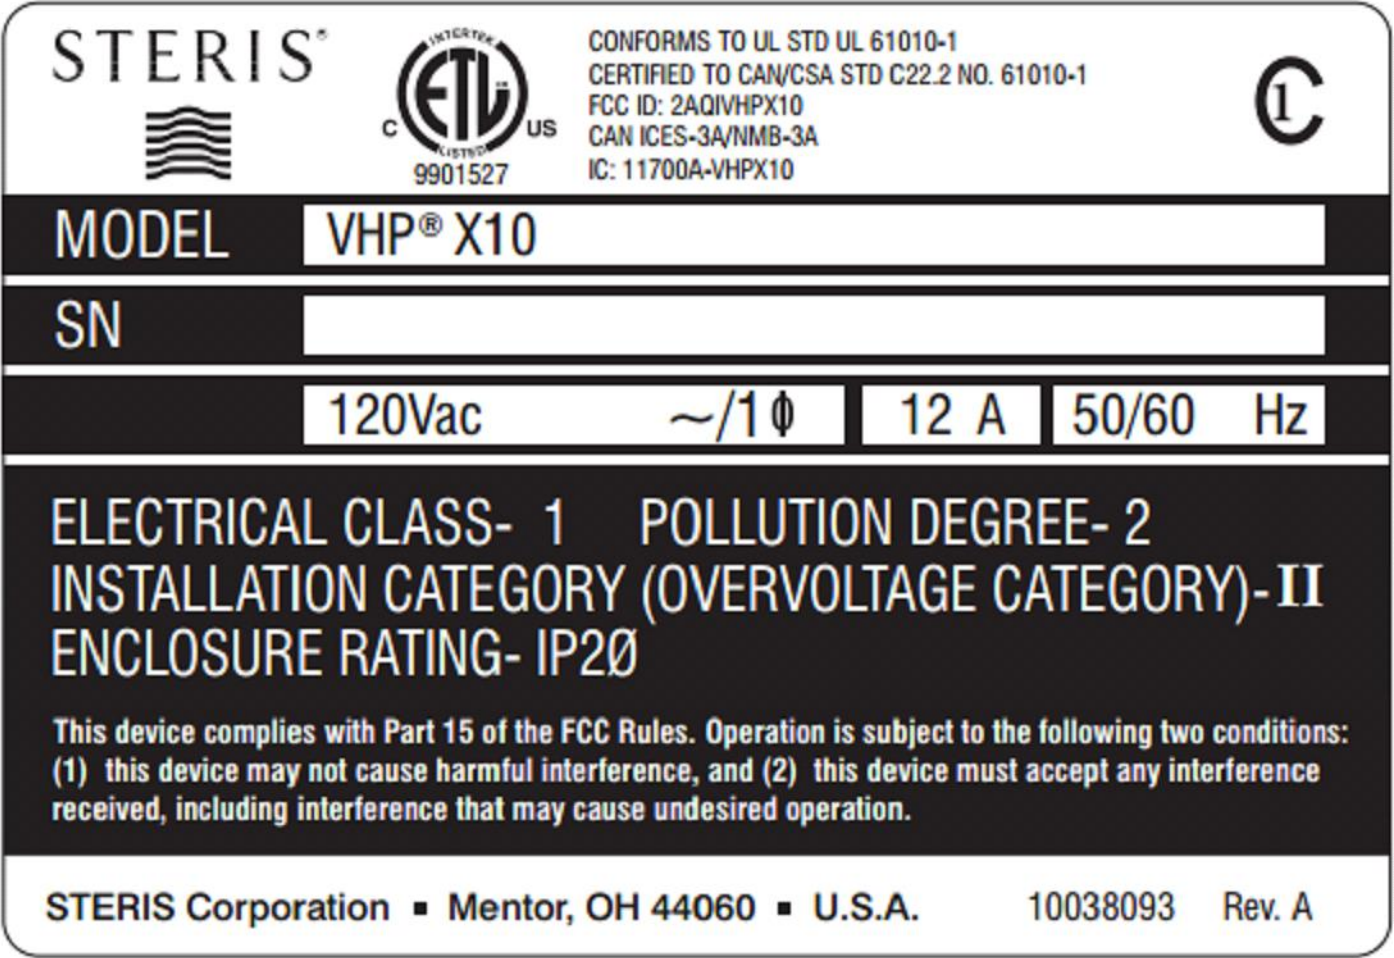 STERIS®
INTERTEK
ETL™
C US
LISTED
9901527
CONFORMS TO UL STD UL 61010-1
CERTIFIED TO CAN/CSA STD C22.2 NO. 61010-1
FCC ID: 2AQIVHPX10
CAN ICES-3A/NMB-3A
IC: 11700A-VHPX10
C1
MODEL VHP® X10
SN
120Vac ~/1ϕ 12 A 50/60 Hz
ELECTRICAL CLASS- 1 POLLUTION DEGREE- 2
INSTALLATION CATEGORY (OVERVOLTAGE CATEGORY)-II
ENCLOSURE RATING- IP2Ø
This device complies with Part 15 of the FCC Rules. Operation is subject to the following two conditions:
(1) this device may not cause harmful interference, and (2) this device must accept any interference
received, including interference that may cause undesired operation.
STERIS Corporation ▪ Mentor, OH 44060 ▪ U.S.A. 10038093 Rev. A